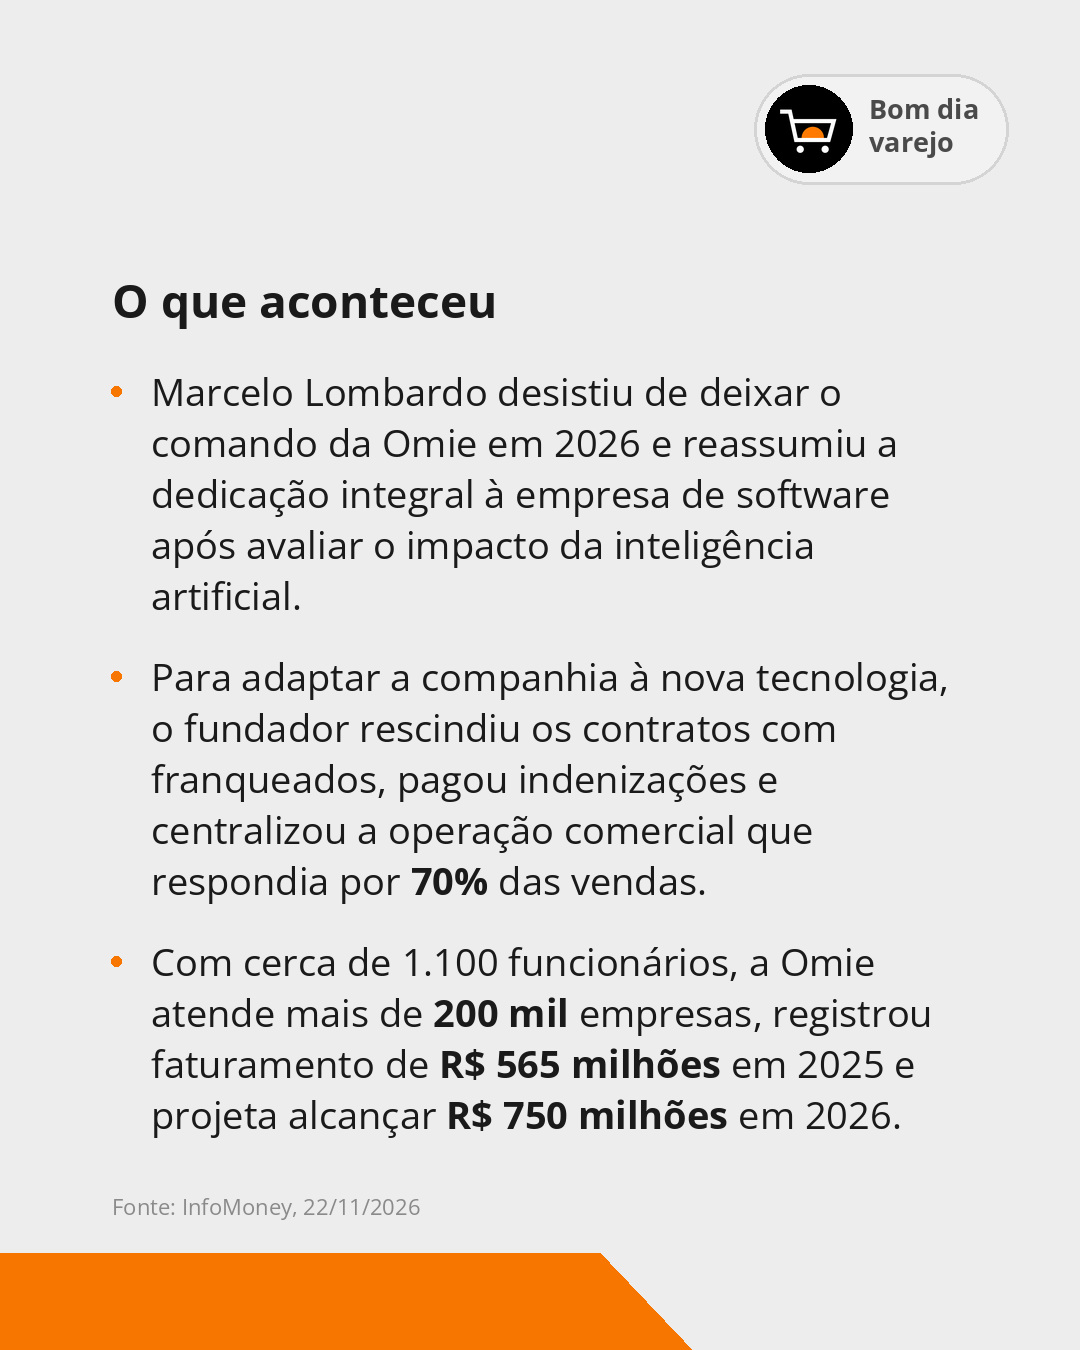 Bom dia
varejo
O que aconteceu
• Marcelo Lombardo desistiu de deixar o
comando da Omie em 2026 e reassumiu a
dedicação integral à empresa de software
após avaliar o impacto da inteligência
artificial.
• Para adaptar a companhia à nova tecnologia,
o fundador rescindiu os contratos com
franqueados, pagou indenizações e
centralizou a operação comercial que
respondia por 70% das vendas.
• Com cerca de 1.100 funcionários, a Omie
atende mais de 200 mil empresas, registrou
faturamento de R$ 565 milhões em 2025 e
projeta alcançar R$ 750 milhões em 2026.
Fonte: InfoMoney, 22/11/2026